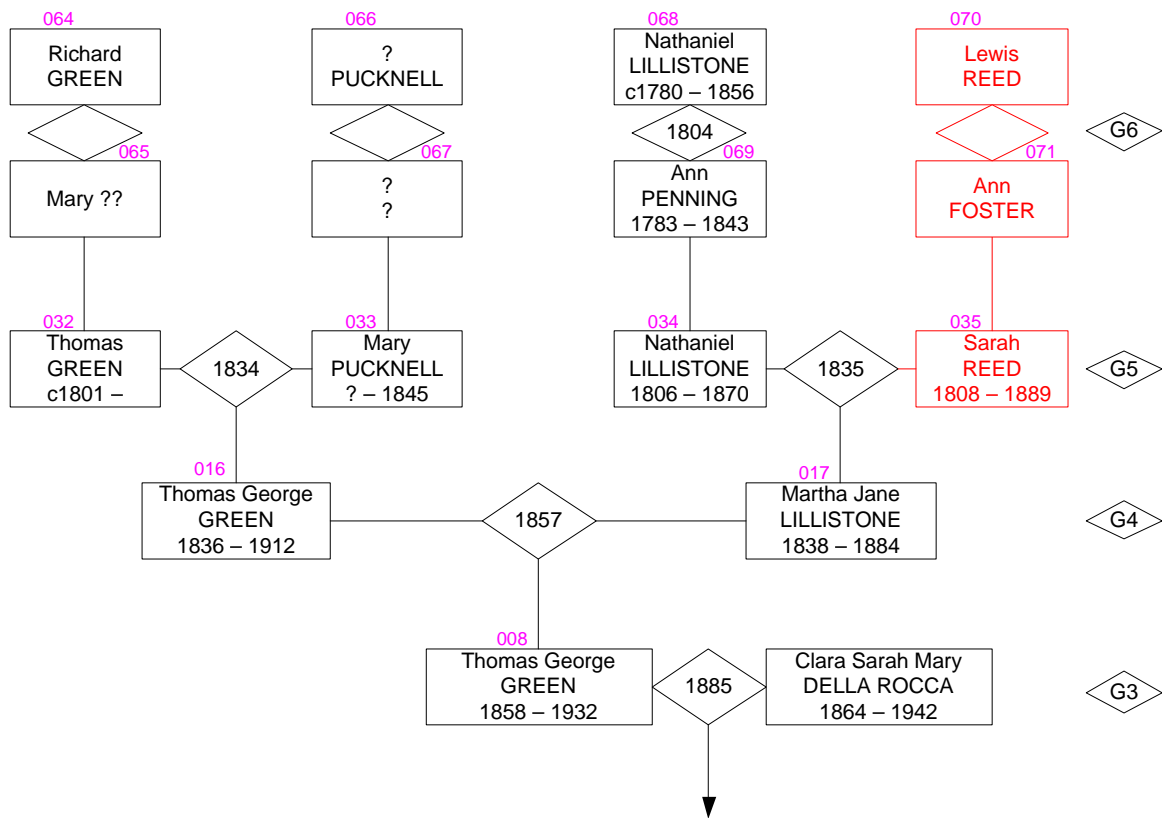 064
066
068
070
Richard
GREEN
?
PUCKNELL
Nathaniel
LILLISTONE
c1780 – 1856
Lewis
REED
1804
G6
065
067
069
071
Mary ??
?
?
Ann
PENNING
1783 – 1843
Ann
FOSTER
032
033
034
035
Thomas
GREEN
c1801 –
1834
Mary
PUCKNELL
? – 1845
Nathaniel
LILLISTONE
1806 – 1870
1835
Sarah
REED
1808 – 1889
G5
016
017
Thomas George
GREEN
1836 – 1912
1857
Martha Jane
LILLISTONE
1838 – 1884
G4
008
Thomas George
GREEN
1858 – 1932
1885
Clara Sarah Mary
DELLA ROCCA
1864 – 1942
G3